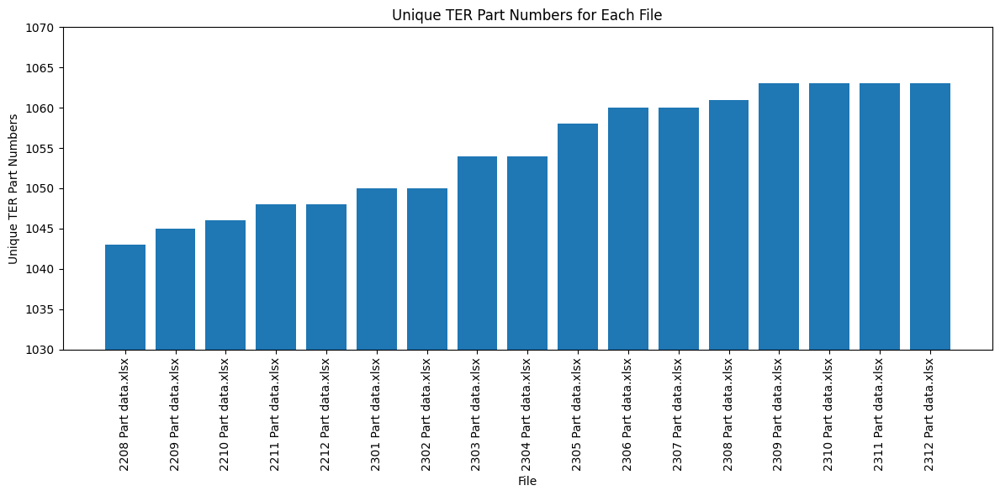 Unique TER Part Numbers for Each File
Unique TER Part Numbers
1070
1065
1060
1055
1050
1045
1040
1035
1030
2208 Part data.xlsx
2209 Part data.xlsx
2210 Part data.xlsx
2211 Part data.xlsx
2212 Part data.xlsx
2301 Part data.xlsx
2302 Part data.xlsx
2303 Part data.xlsx
2304 Part data.xlsx
2305 Part data.xlsx
2306 Part data.xlsx
2307 Part data.xlsx
2308 Part data.xlsx
2309 Part data.xlsx
2310 Part data.xlsx
2311 Part data.xlsx
2312 Part data.xlsx
File